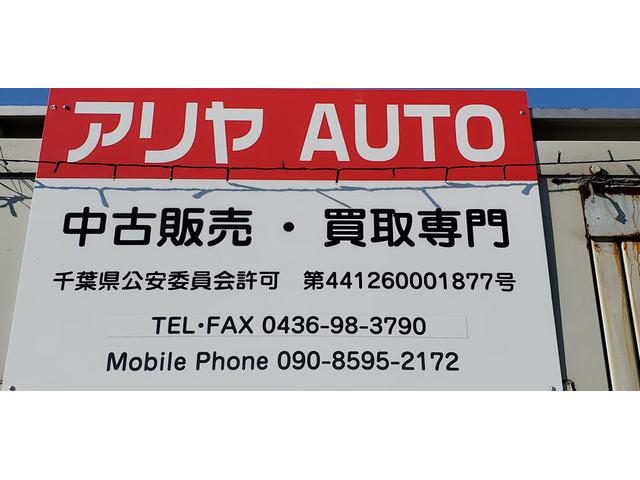 アリヤ AUTO
中古販売・買取専門
千葉県公安委員会許可 第441260001877号
TEL・FAX 0436-98-3790
Mobile Phone 090-8595-2172